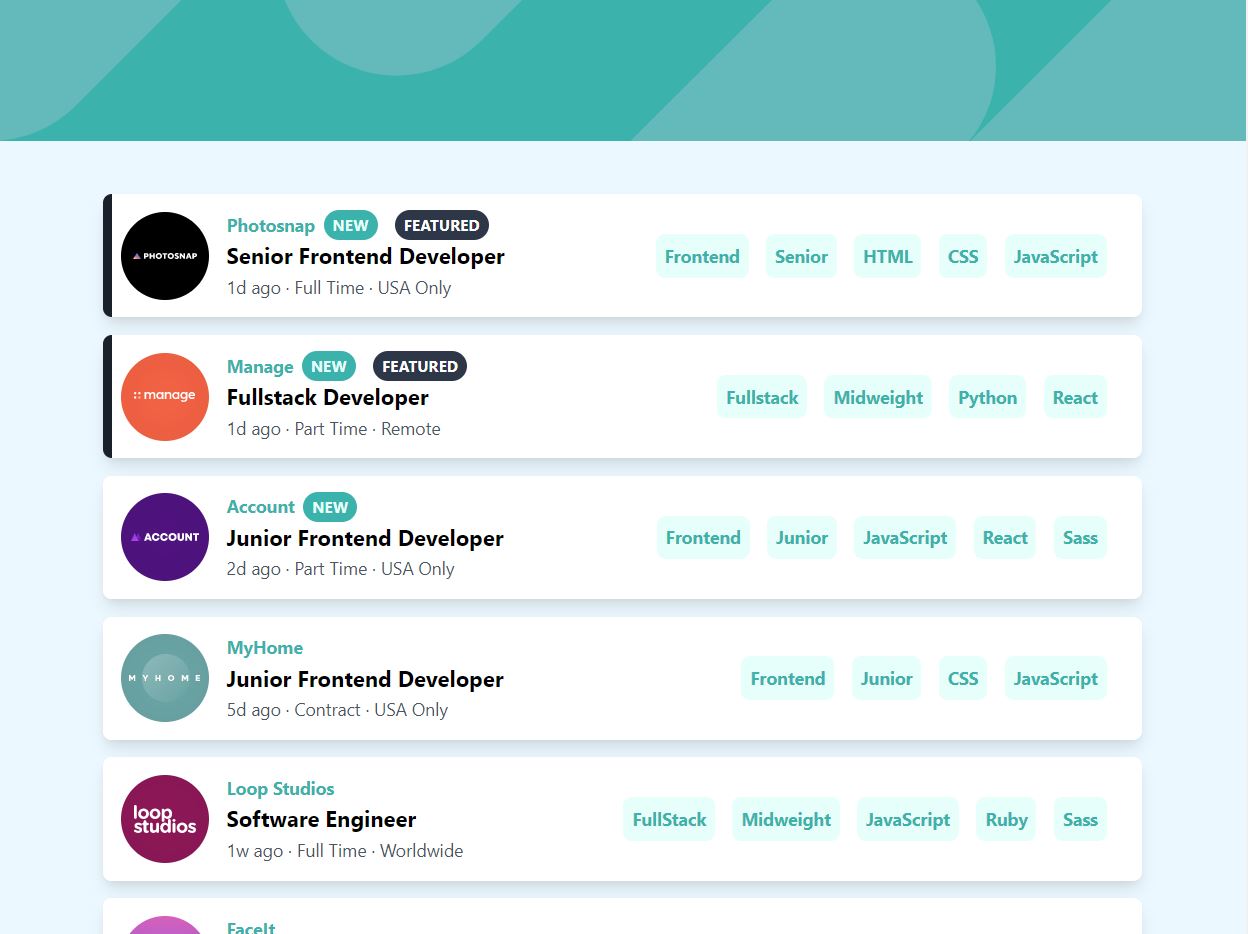 PHOTOSNAP
Photosnap NEW FEATURED
Senior Frontend Developer
1d ago · Full Time · USA Only
Frontend Senior HTML CSS JavaScript
manage
Manage NEW FEATURED
Fullstack Developer
1d ago · Part Time · Remote
Fullstack Midweight Python React
ACCOUNT
Account NEW
Junior Frontend Developer
2d ago · Part Time · USA Only
Frontend Junior JavaScript React Sass
MYHOME
MyHome
Junior Frontend Developer
5d ago · Contract · USA Only
Frontend Junior CSS JavaScript
loop
studios
Loop Studios
Software Engineer
1w ago · Full Time · Worldwide
FullStack Midweight JavaScript Ruby Sass
FaceIt